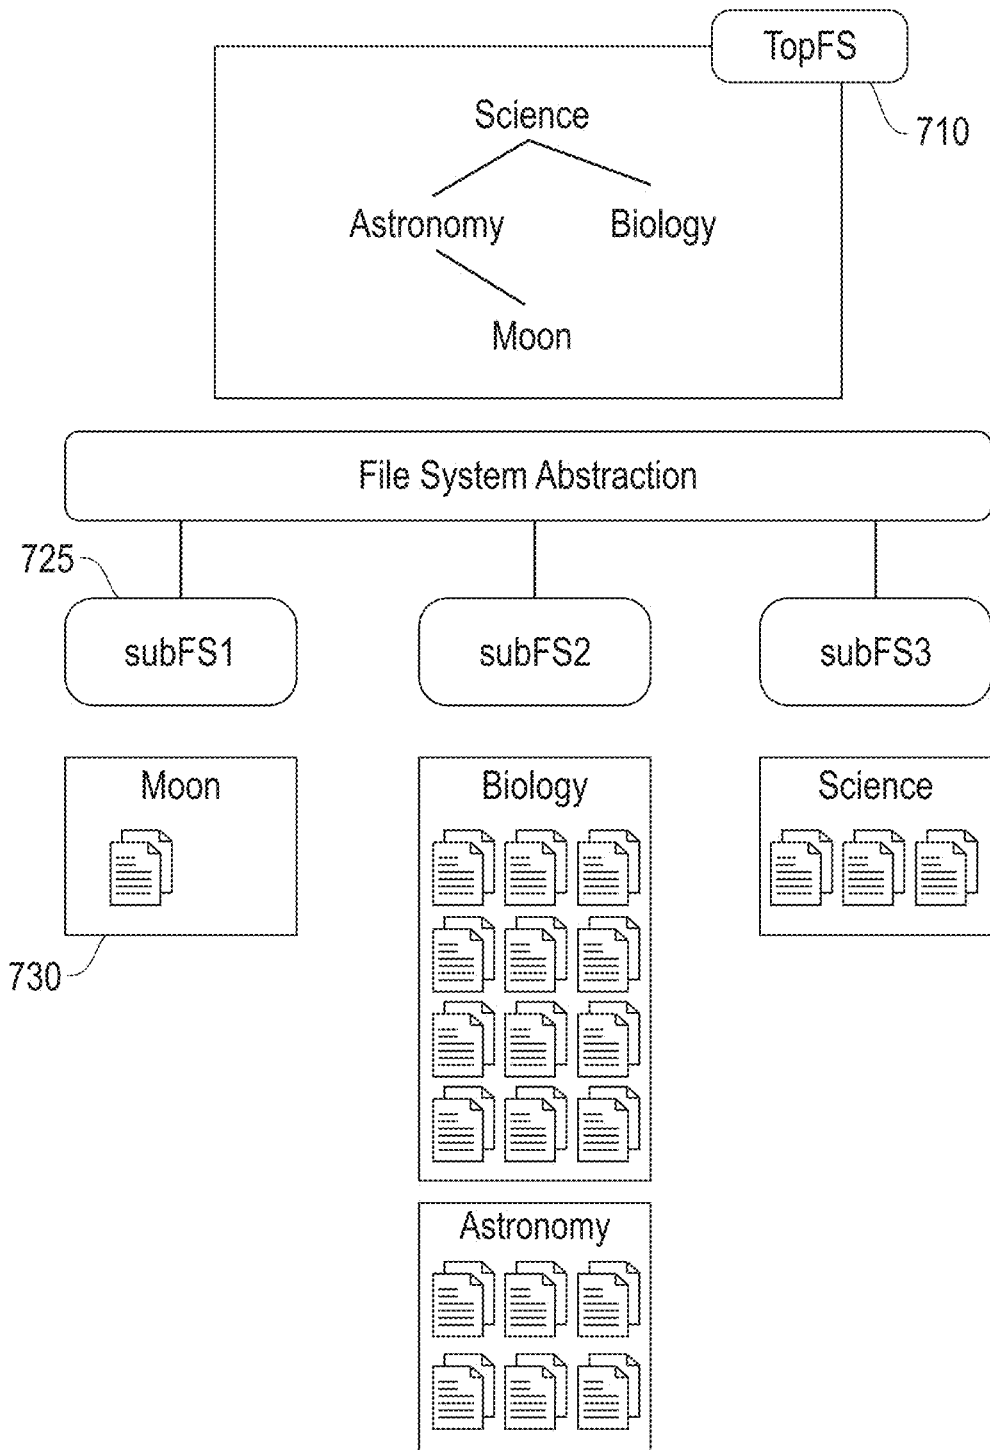 TopFS
710
Science
Astronomy Biology
Moon
File System Abstraction
725
subFS1 subFS2 subFS3
Moon Biology Science
730
Astronomy